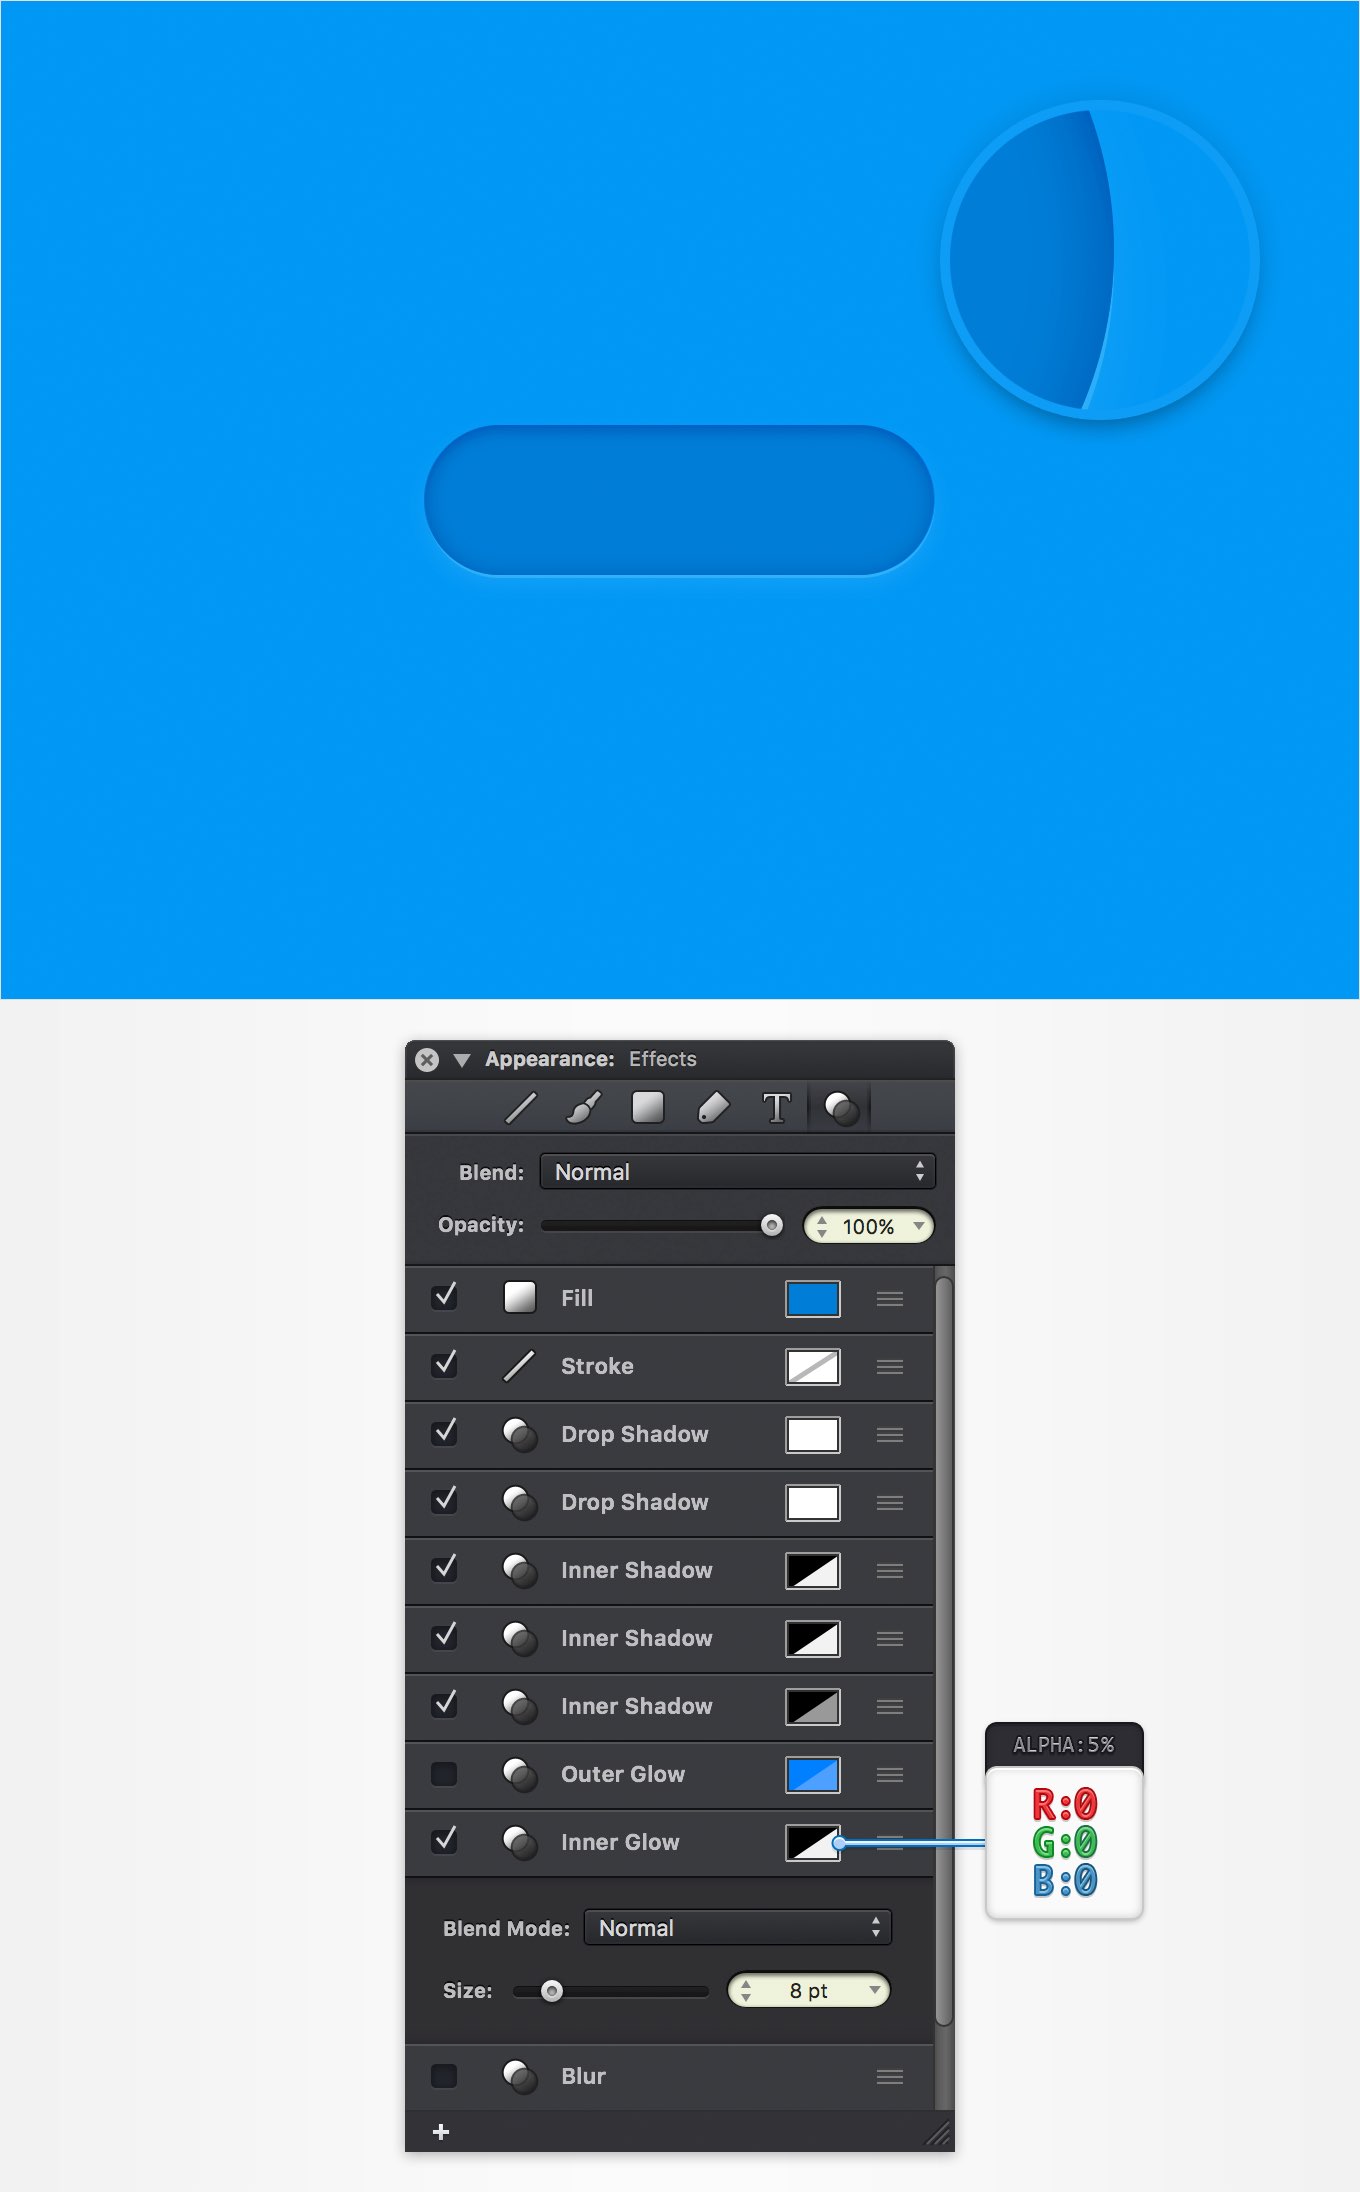 Appearance: Effects
T
Blend: Normal
Opacity: 100%
Fill
Stroke
Drop Shadow
Drop Shadow
Inner Shadow
Inner Shadow
Inner Shadow
Outer Glow
Inner Glow
ALPHA:5%
R:0
G:0
B:0
Blend Mode: Normal
Size: 8 pt
Blur